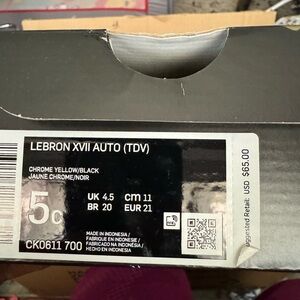 LEBRON XVII AUTO (TDV)
CHROME YELLOW/BLACK
JAUNE CHROME/NOIR
5C
UK 4.5 cm 11
BR 20 EUR 21
CK0611 700
MADE IN INDONESIA /
FABRIQUÉ EN INDONESIE /
FABRICADO NA INDONÉSIA /
HECHO EN INDONESIA
Suggested Retail: USD $65.00